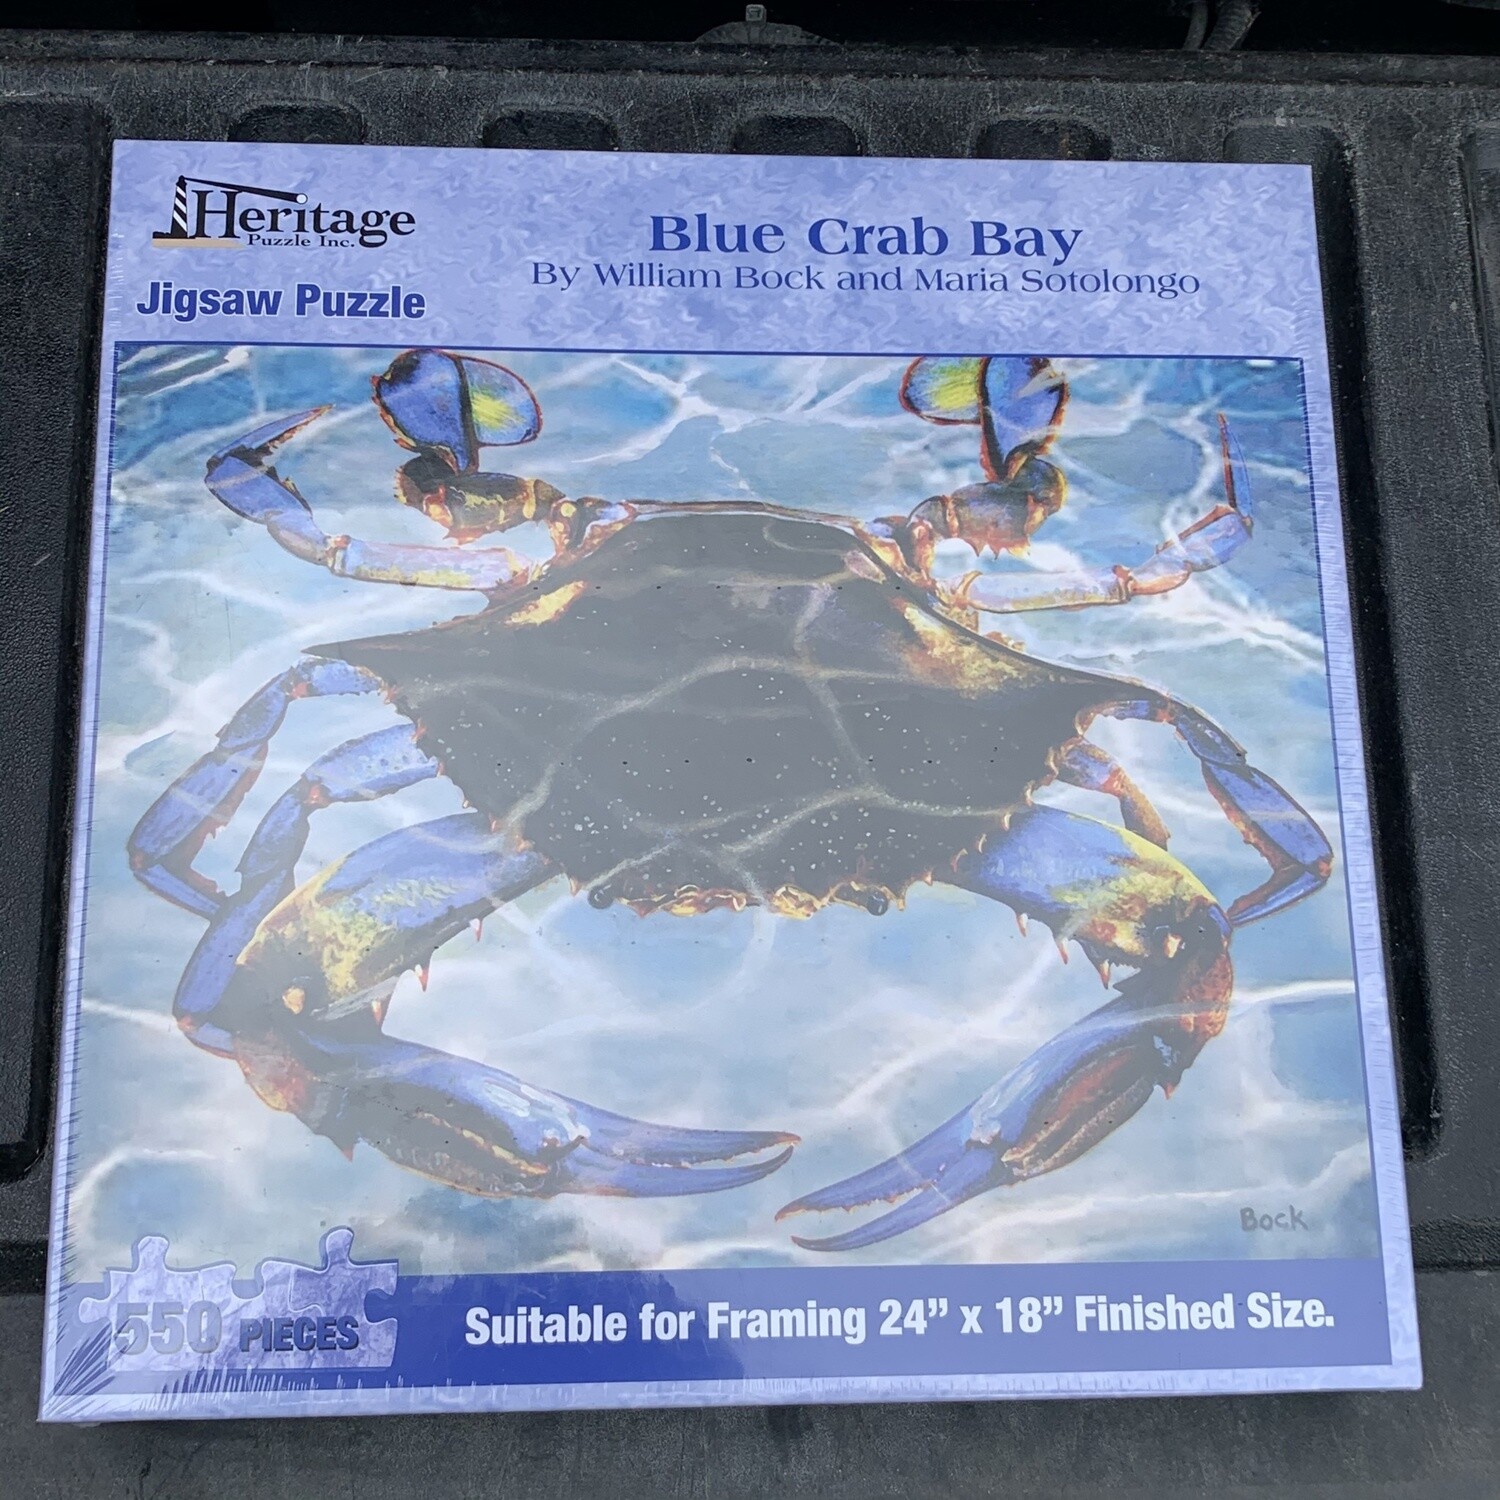 Heritage
Puzzle Inc.
Jigsaw Puzzle
Blue Crab Bay
By William Bock and Maria Sotolongo
Bock
550 PIECES
Suitable for Framing 24” x 18” Finished Size.